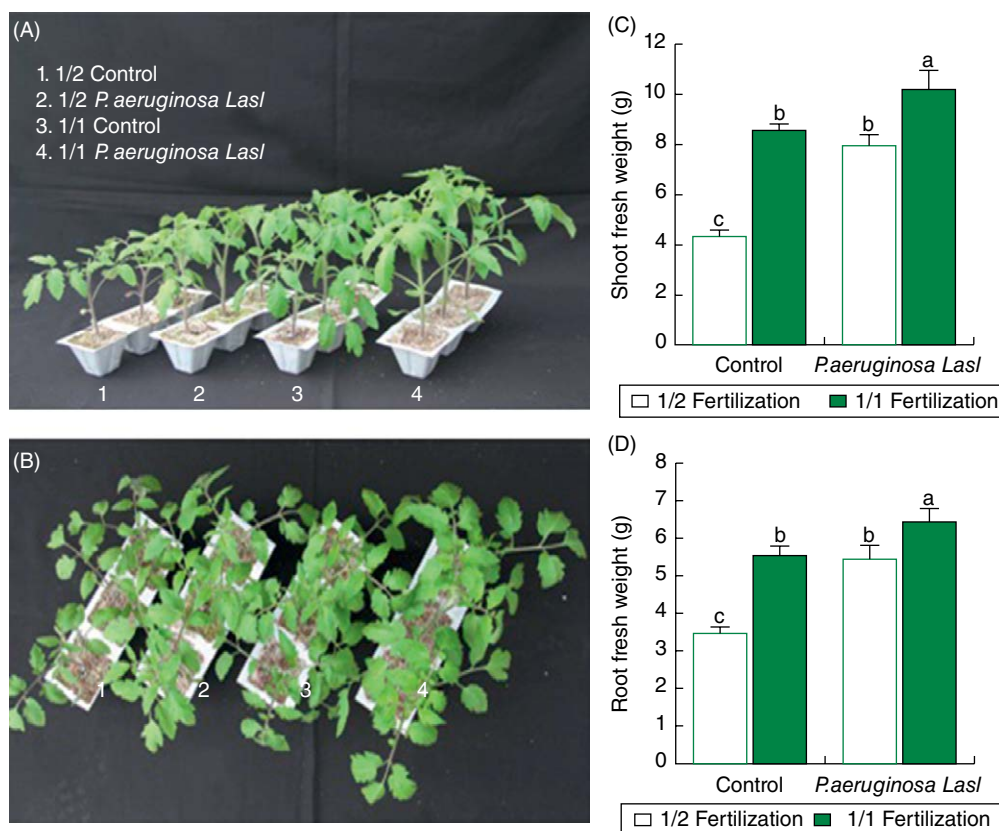 (A)
1. 1/2 Control
2. 1/2 P. aeruginosa LasI
3. 1/1 Control
4. 1/1 P. aeruginosa LasI
1 2 3 4
(B)
1 2 3 4
(C)
Shoot fresh weight (g)
12
10
8
6
4
2
0
c
b
b
a
Control P.aeruginosa LasI
1/2 Fertilization 1/1 Fertilization
(D)
Root fresh weight (g)
8
7
6
5
4
3
2
1
0
c
b
b
a
Control P.aeruginosa LasI
1/2 Fertilization 1/1 Fertilization